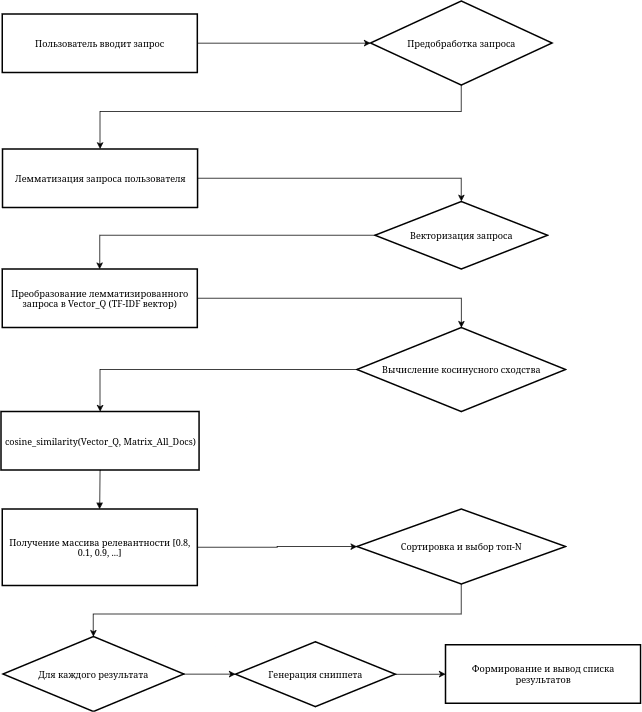 Пользователь вводит запрос
Предобработка запроса
Лемматизация запроса пользователя
Векторизация запроса
Преобразование лемматизированного
запроса в Vector_Q (TF-IDF вектор)
Вычисление косинусного сходства
cosine_similarity(Vector_Q, Matrix_All_Docs)
Получение массива релевантности [0.8,
0.1, 0.9, ...]
Сортировка и выбор топ-N
Для каждого результата
Генерация сниппета
Формирование и вывод списка
результатов